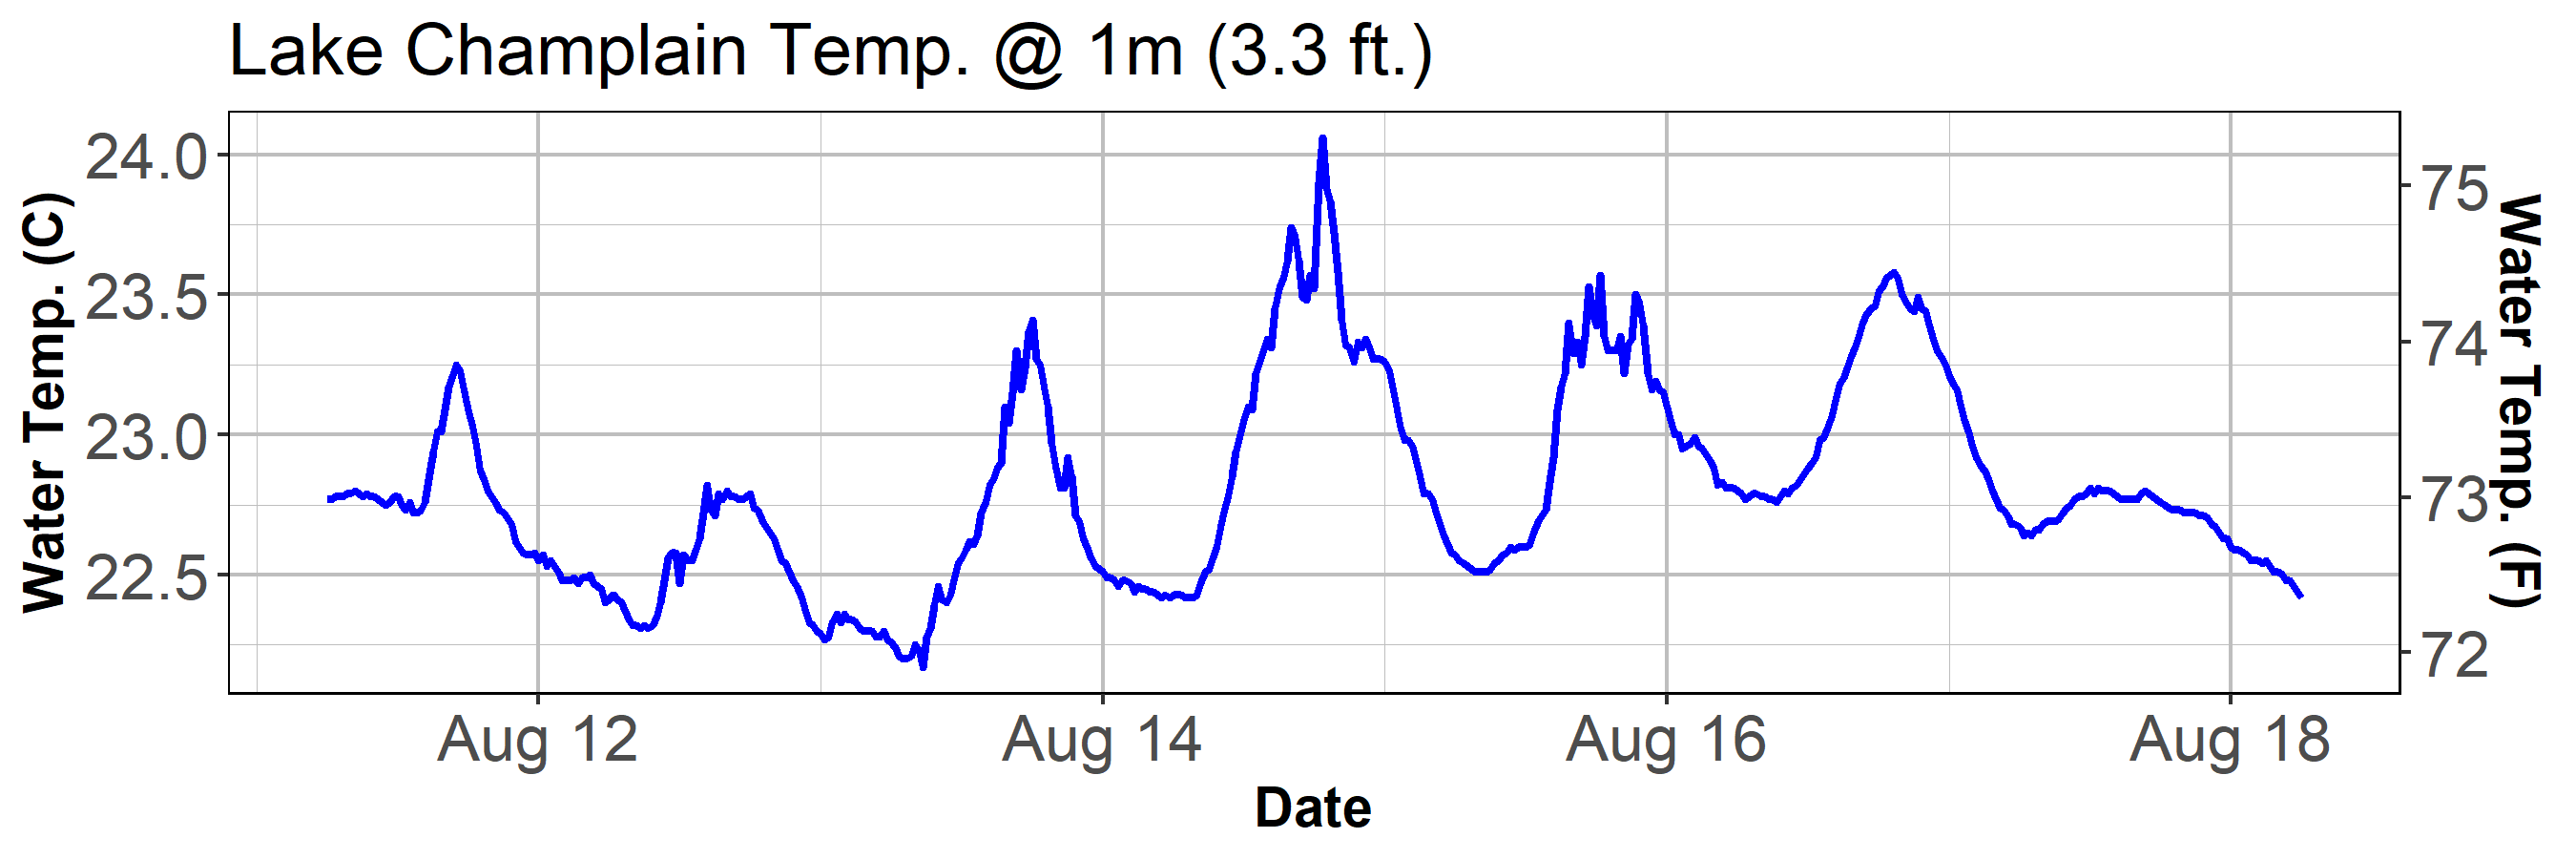 Lake Champlain Temp. @ 1m (3.3 ft.)
Water Temp. (C)
24.0
23.5
23.0
22.5
75
74
73
72
Water Temp. (F)
Aug 12 Aug 14 Aug 16 Aug 18
Date